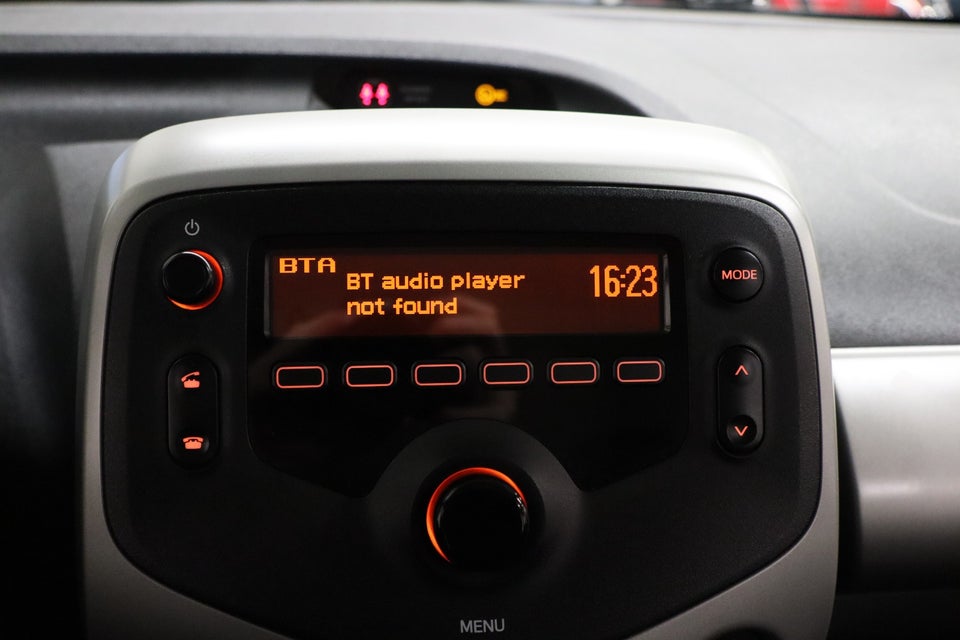 BTA
BT audio player
not found
16:23
MODE
MENU